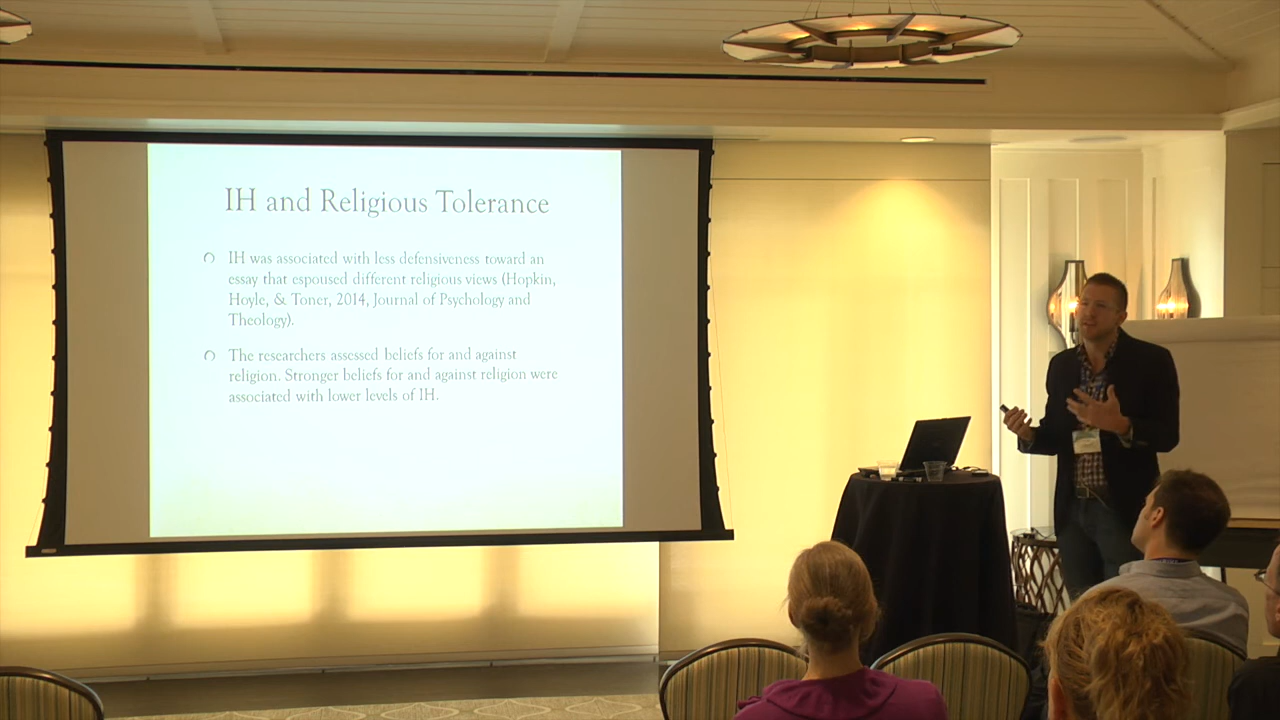 IH and Religious Tolerance
IH was associated with less defensiveness toward an
essay that espoused different religious views (Hopkin,
Hoyle, & Toner, 2014, Journal of Psychology and
Theology).
The researchers assessed beliefs for and against
religion. Stronger beliefs for and against religion were
associated with lower levels of IH.